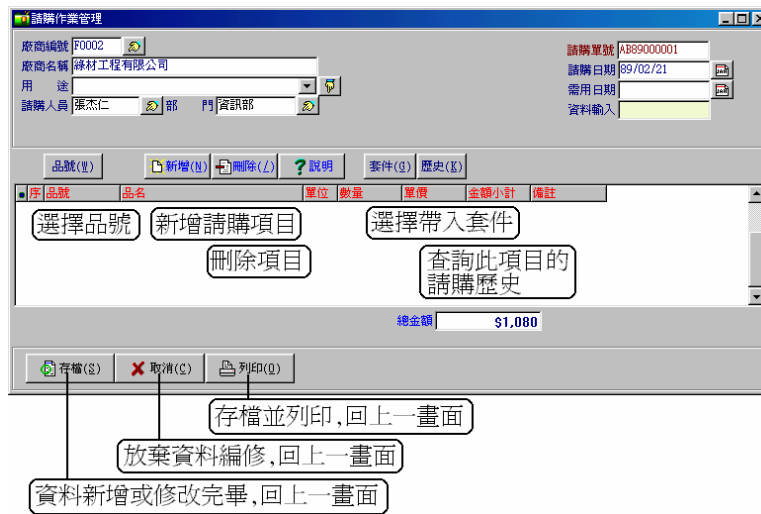 請購作業管理
廠商編號 F0002
請購單號 AB89000001
廠商名稱 綠材工程有限公司
請購日期 89/02/21
用 途
需用日期
請購人員 張杰仁 部 門 資訊部
資料輸入
品號(W) 新增(N) 刪除(/) 說明 套件(G) 歷史(K)
序 品號 品名 單位 數量 單價 金額小計 備註
選擇品號 新增請購項目 選擇帶入套件
刪除項目 查詢此項目的
請購歷史
總金額 $1,080
存檔(S) 取消(C) 列印(O)
存檔並列印,回上一畫面
放棄資料編修,回上一畫面
資料新增或修改完畢,回上一畫面